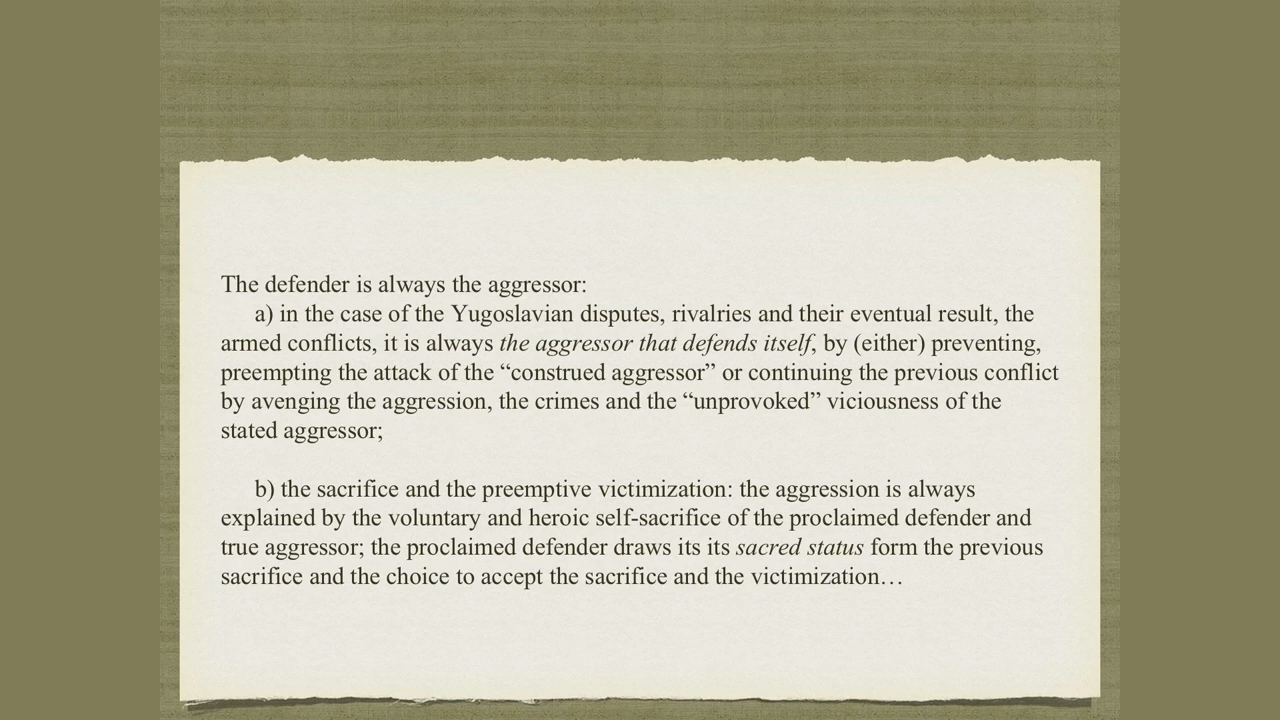 The defender is always the aggressor:
a) in the case of the Yugoslavian disputes, rivalries and their eventual result, the
armed conflicts, it is always the aggressor that defends itself, by (either) preventing,
preempting the attack of the “construed aggressor” or continuing the previous conflict
by avenging the aggression, the crimes and the “unprovoked” viciousness of the
stated aggressor;
b) the sacrifice and the preemptive victimization: the aggression is always
explained by the voluntary and heroic self-sacrifice of the proclaimed defender and
true aggressor; the proclaimed defender draws its its sacred status form the previous
sacrifice and the choice to accept the sacrifice and the victimization…